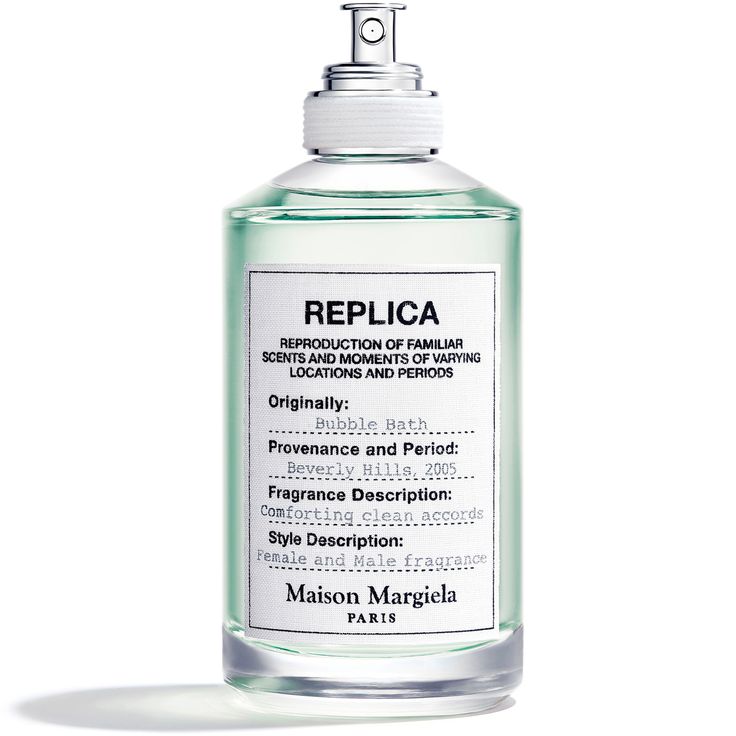 REPLICA
REPRODUCTION OF FAMILIAR
SCENTS AND MOMENTS OF VARYING
LOCATIONS AND PERIODS
Originally:
Bubble Bath
Provenance and Period:
Beverly Hills, 2005
Fragrance Description:
Comforting clean accords
Style Description:
Female and Male fragrance
Maison Margiela
PARIS